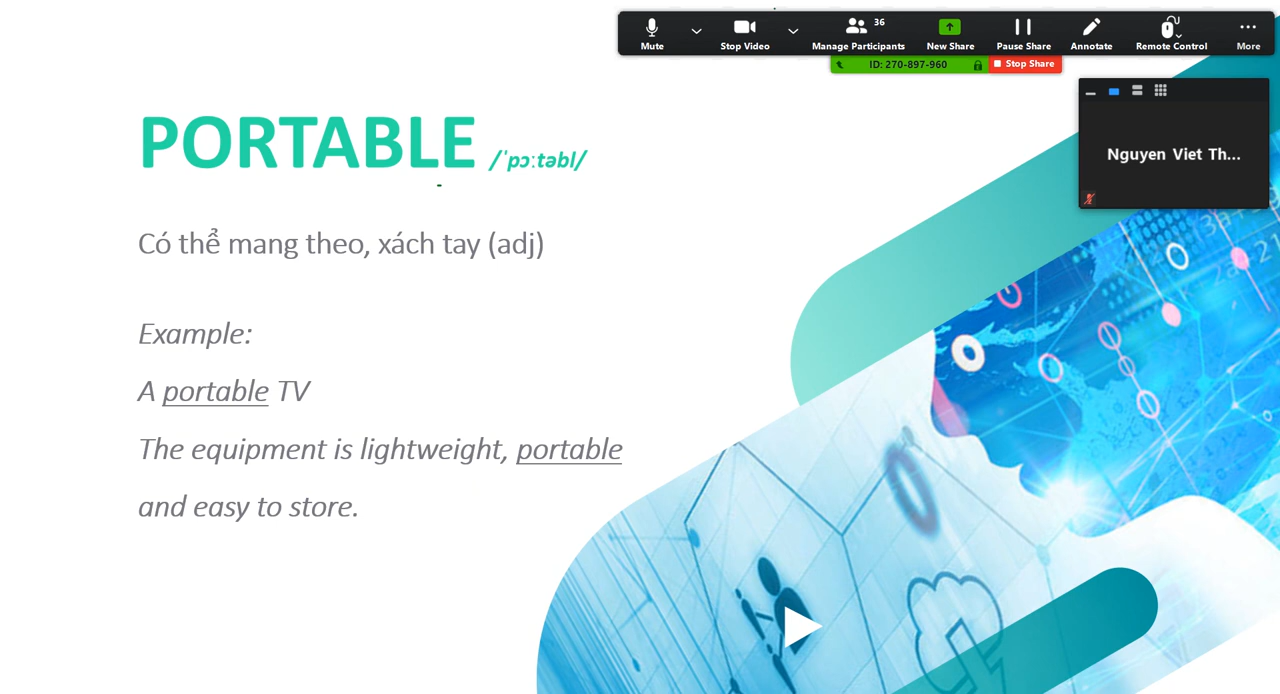 36
Mute
Stop Video
Manage Participants
New Share
Pause Share
Annotate
Remote Control
More
ID: 270-897-960
Stop Share
Nguyen Viet Th...
PORTABLE /ˈpɔːtəbl/
Có thể mang theo, xách tay (adj)
Example:
A portable TV
The equipment is lightweight, portable
and easy to store.